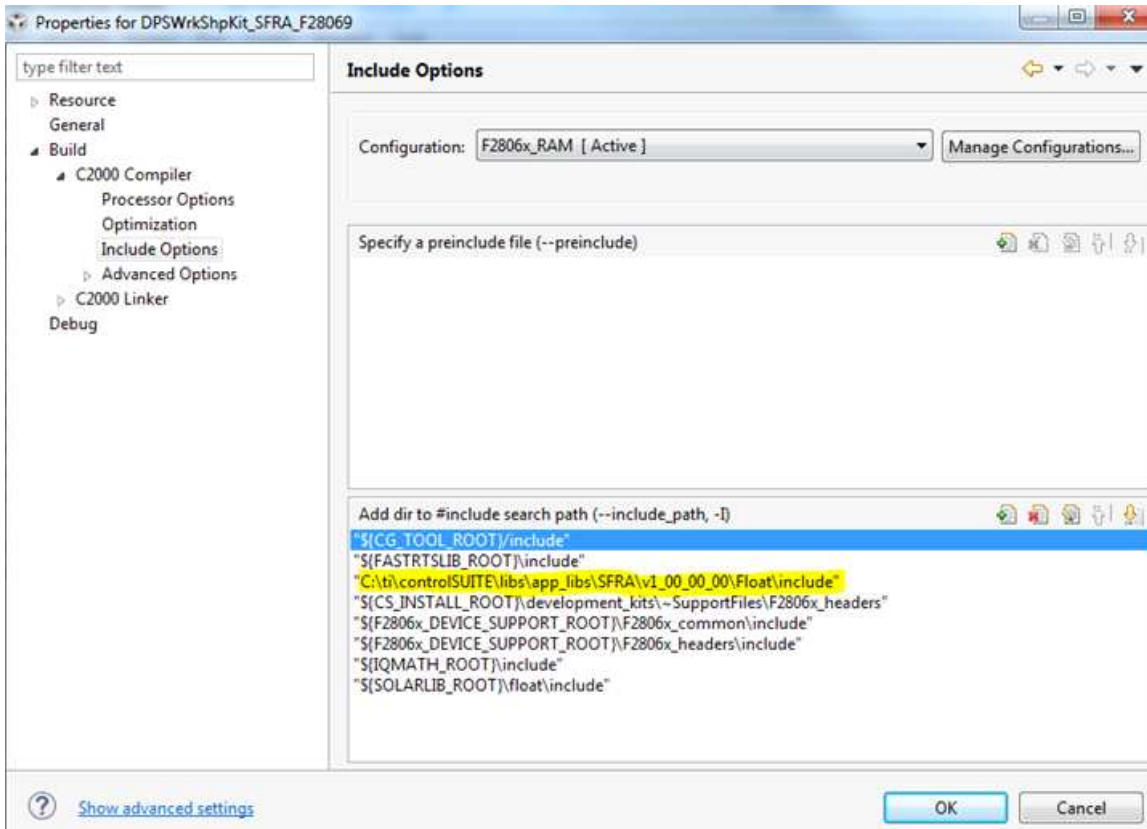 Properties for DPSWrkShpKit_SFRA_F28069
type filter text
Resource
General
Build
C2000 Compiler
Processor Options
Optimization
Include Options
Advanced Options
C2000 Linker
Debug
Include Options
Configuration: F2806x_RAM [ Active ]
Manage Configurations...
Specify a preinclude file (--preinclude)
Add dir to #include search path (--include_path, -I)
"${CG_TOOL_ROOT}/include"
"${FASTRTSLIB_ROOT}\include"
"C:\ti\controlSUITE\libs\app_libs\SFRA\v1_00_00_00\Float\include"
"${CS_INSTALL_ROOT}\development_kits\~SupportFiles\F2806x_headers"
"${F2806x_DEVICE_SUPPORT_ROOT}\F2806x_common\include"
"${F2806x_DEVICE_SUPPORT_ROOT}\F2806x_headers\include"
"${IQMATH_ROOT}\include"
"${SOLARLIB_ROOT}\float\include"
? Show advanced settings
OK
Cancel